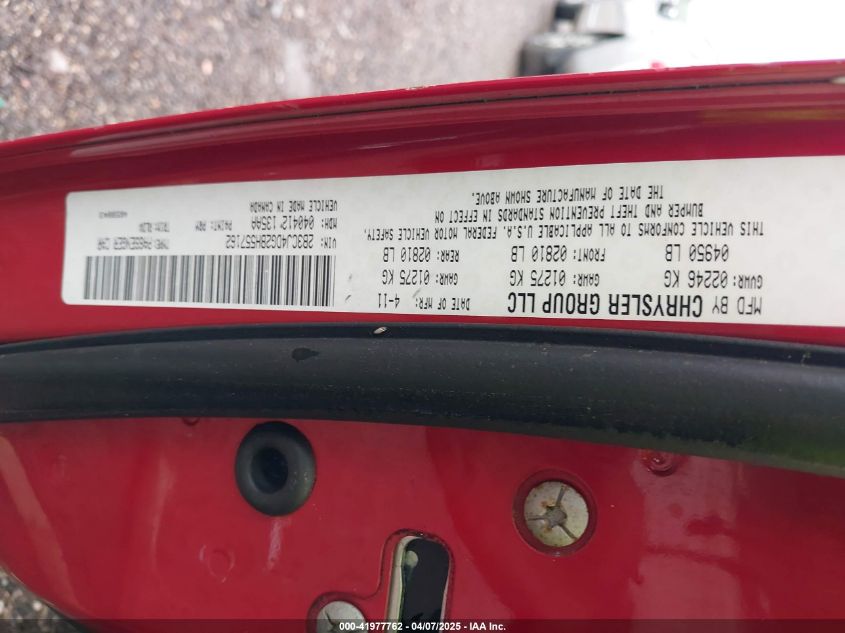 MFD BY CHRYSLER GROUP LLC
DATE OF MFR: 4-11
GVWR: 02246 KG
04950 LB
GAWR: 01275 KG
FRONT: 02810 LB
GAWR: 01275 KG
REAR: 02810 LB
THIS VEHICLE CONFORMS TO ALL APPLICABLE U.S.A. FEDERAL MOTOR VEHICLE SAFETY,
BUMPER AND THEFT PREVENTION STANDARDS IN EFFECT ON
THE DATE OF MANUFACTURE SHOWN ABOVE.
VIN: 2B3CJ4DG2BH557162
TYPE: PASSENGER CAR
MDH: 040412 135AA
PAINT: PRM
VEHICLE MADE IN CANADA
000-41977762 - 04/07/2025 - IAA Inc.